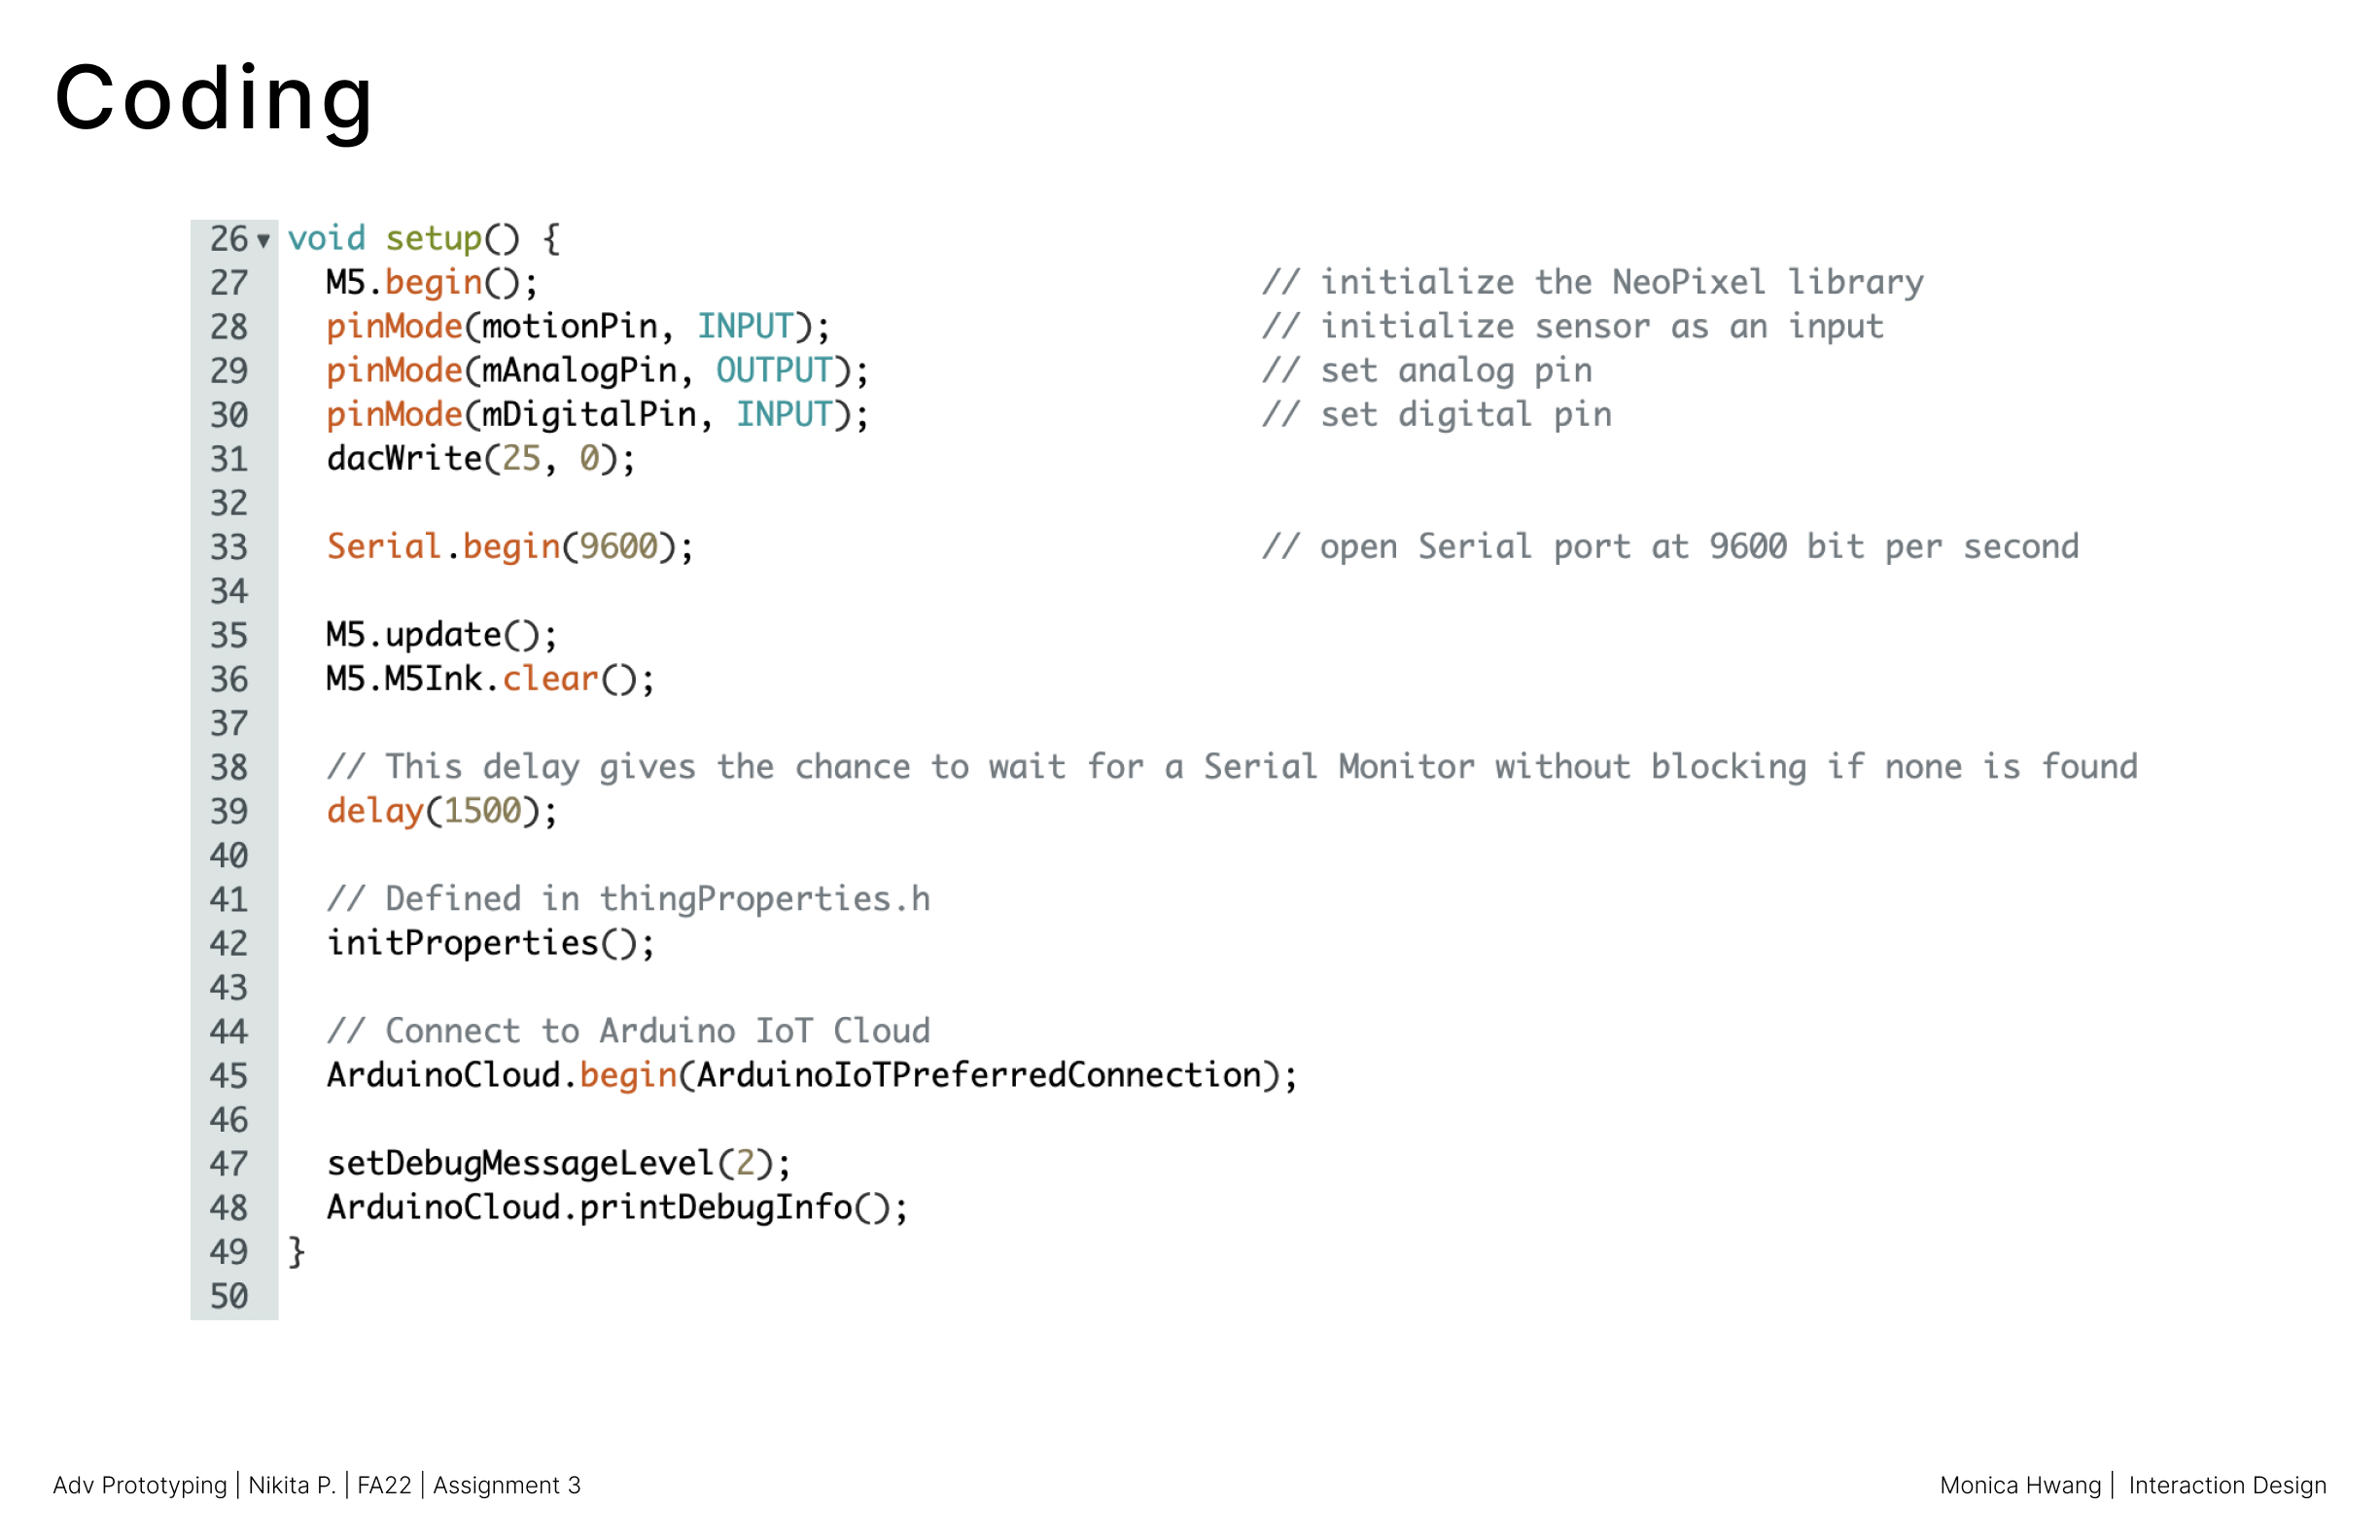 Coding
26 void setup() {
27 M5.begin(); // initialize the NeoPixel library
28 pinMode(motionPin, INPUT); // initialize sensor as an input
29 pinMode(mAnalogPin, OUTPUT); // set analog pin
30 pinMode(mDigitalPin, INPUT); // set digital pin
31 dacWrite(25, 0);
32
33 Serial.begin(9600); // open Serial port at 9600 bit per second
34
35 M5.update();
36 M5.M5Ink.clear();
37
38 // This delay gives the chance to wait for a Serial Monitor without blocking if none is found
39 delay(1500);
40
41 // Defined in thingProperties.h
42 initProperties();
43
44 // Connect to Arduino IoT Cloud
45 ArduinoCloud.begin(ArduinoIoTPreferredConnection);
46
47 setDebugMessageLevel(2);
48 ArduinoCloud.printDebugInfo();
49 }
50
Adv Prototyping | Nikita P. | FA22 | Assignment 3
Monica Hwang | Interaction Design